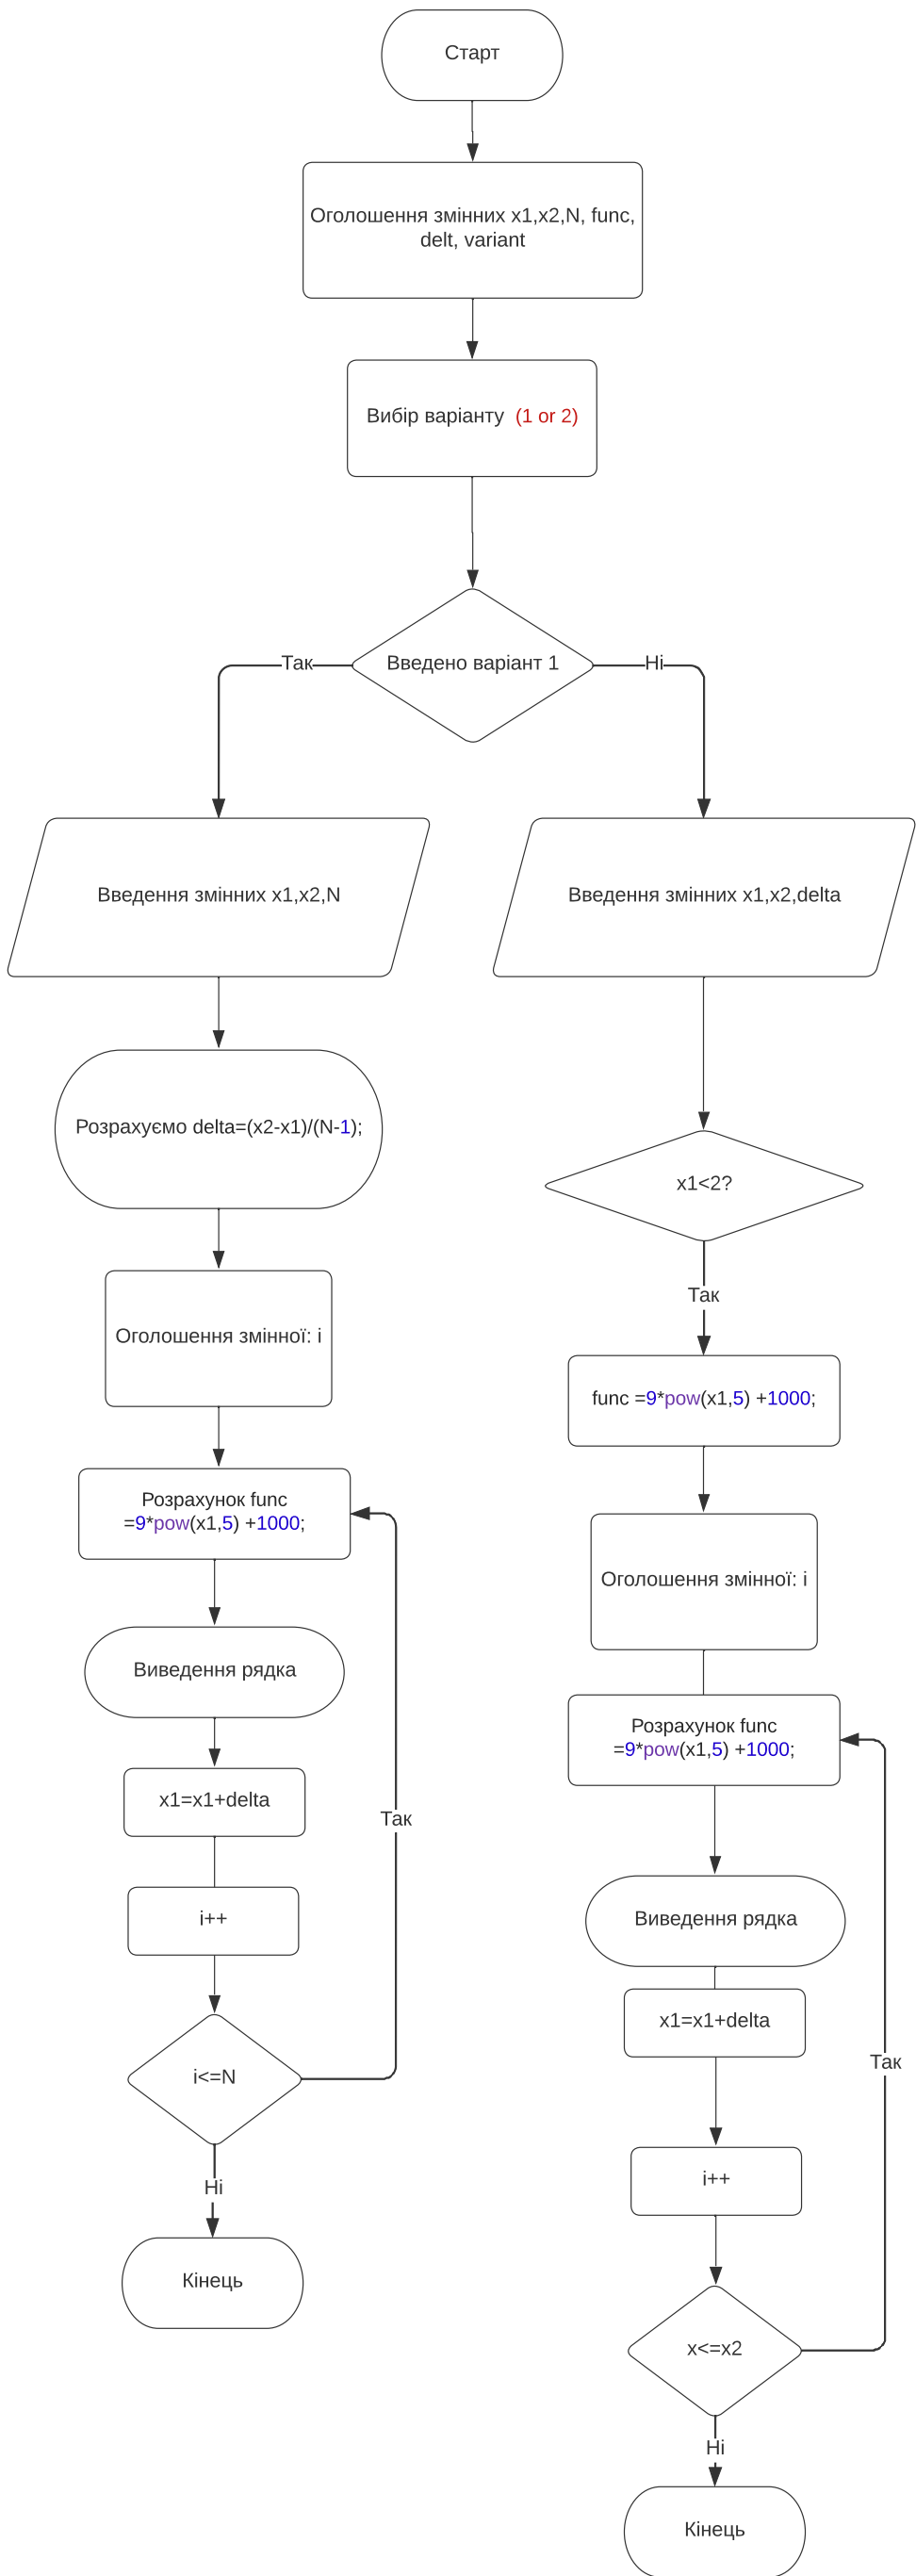 Старт
Оголошення змінних x1,x2,N, func,
delt, variant
Вибір варіанту (1 or 2)
Введено варіант 1
Так
Ні
Введення змінних x1,x2,N
Розрахуємо delta=(x2-x1)/(N-1);
Оголошення змінної: i
Розрахунок func
=9*pow(x1,5) +1000;
Виведення рядка
x1=x1+delta
i++
i<=N
Так
Ні
Кінець
Введення змінних x1,x2,delta
x1<2?
Так
func =9*pow(x1,5) +1000;
Оголошення змінної: i
Розрахунок func
=9*pow(x1,5) +1000;
Виведення рядка
x1=x1+delta
i++
x<=x2
Так
Ні
Кінець